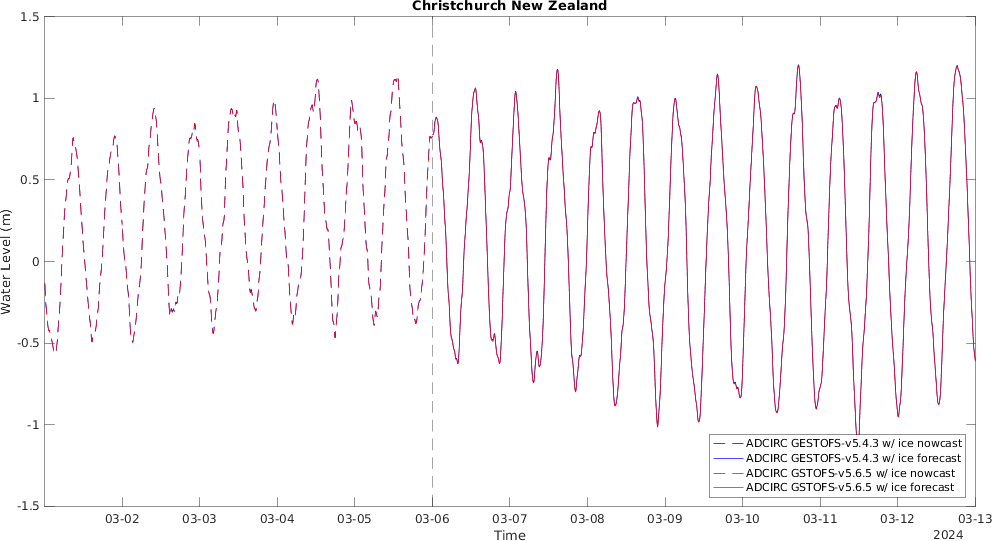 Christchurch New Zealand
1.5
1
0.5
0
-0.5
-1
-1.5
Water Level (m)
ADCIRC GESTOFS-v5.4.3 w/ ice nowcast
ADCIRC GESTOFS-v5.4.3 w/ ice forecast
ADCIRC GSTOFS-v5.6.5 w/ ice nowcast
ADCIRC GSTOFS-v5.6.5 w/ ice forecast
03-02 03-03 03-04 03-05 03-06 03-07 03-08 03-09 03-10 03-11 03-12 03-13
Time
2024